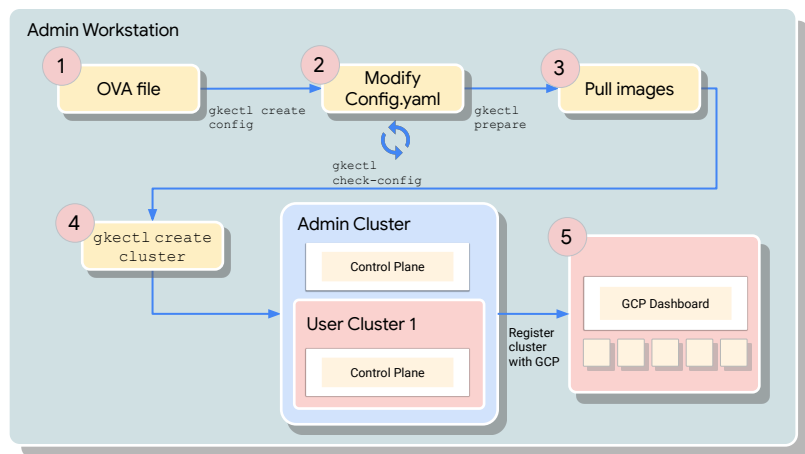 Admin Workstation
1
OVA file
gkectl create
config
2
Modify
Config.yaml
gkectl
prepare
3
Pull images
gkectl
check-config
4
gkectl create
cluster
Admin Cluster
Control Plane
User Cluster 1
Control Plane
Register
cluster
with GCP
5
GCP Dashboard